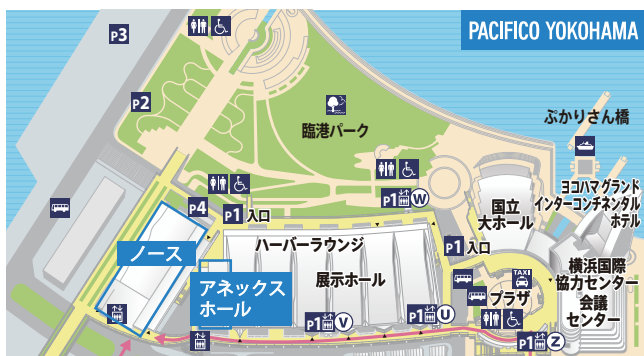 PACIFICO YOKOHAMA
P3
P2
臨港パーク
ぷかりさん橋
ヨコハマ グランド
インターコンチネンタル
ホテル
P4
P1 入口
P1 W
国立
大ホール
ノース
ハーバーラウンジ
P1 入口
アネックス
ホール
展示ホール
TAXI
プラザ
横浜国際
協力センター
会議
センター
P1 V
P1 U
P1 Z